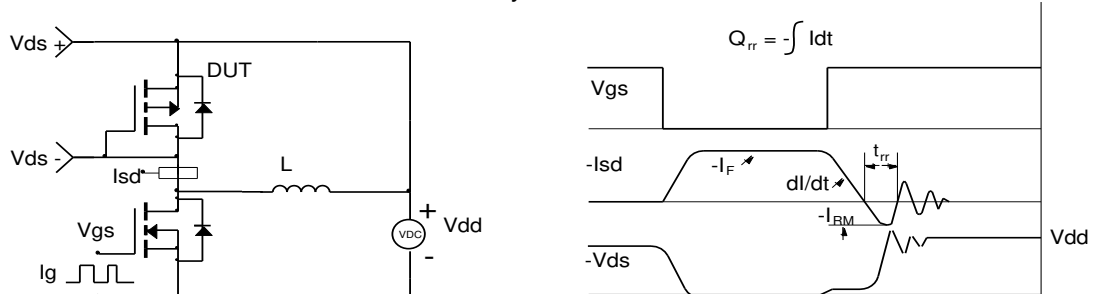 Vds +
DUT
Vds -
Isd
L
Vgs
Ig
+
VDC
-
Vdd
Qrr = -∫ Idt
Vgs
trr
-Isd
-IF
dI/dt
-IRM
Vdd
-Vds